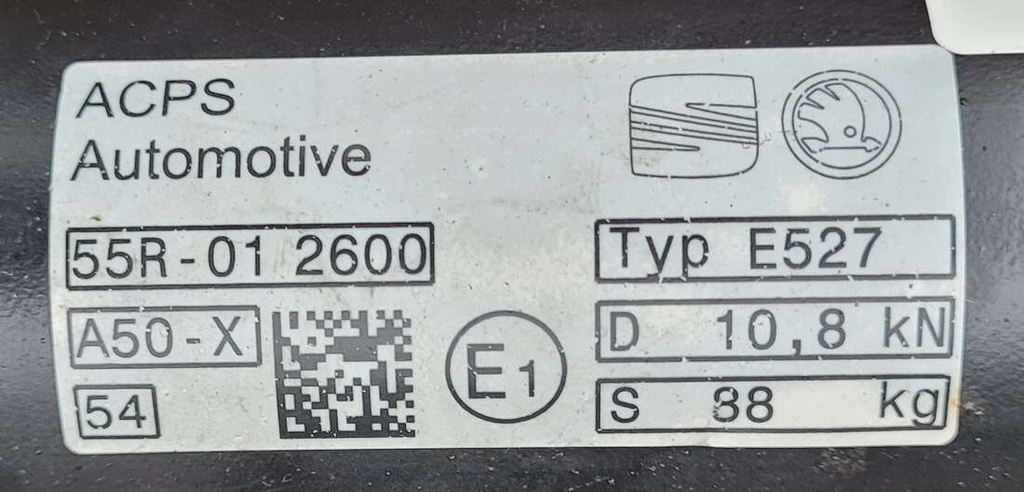 ACPS
Automotive
55R-01 2600
Typ E527
A50-X
D 10,8 kN
54
E1
S 88 kg